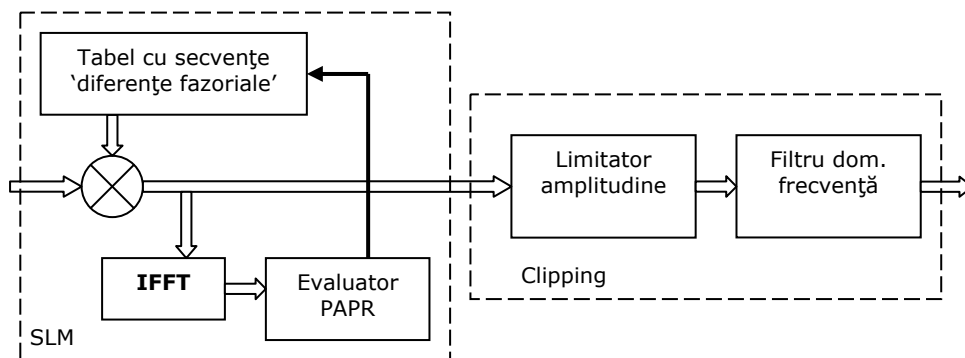 Tabel cu secvenţe
‘diferenţe fazoriale’
Limitator
amplitudine
Filtru dom.
frecvenţă
IFFT
Evaluator
PAPR
Clipping
SLM